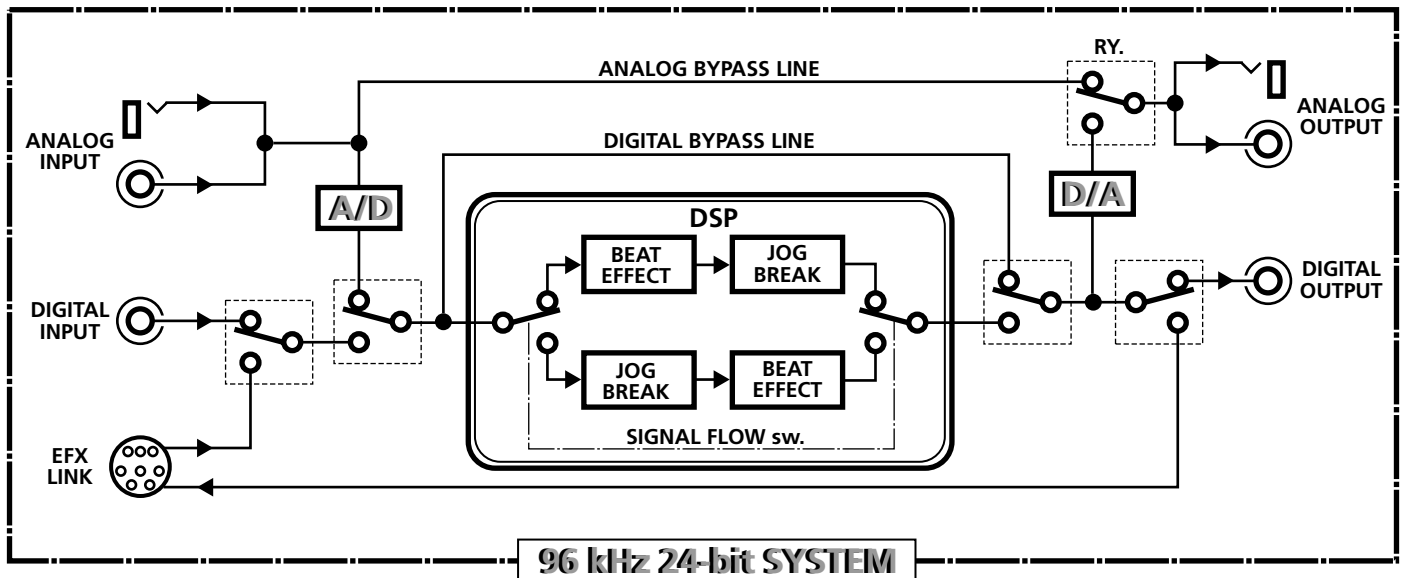 RY.
ANALOG BYPASS LINE
ANALOG
INPUT
ANALOG
OUTPUT
DIGITAL BYPASS LINE
A/D
D/A
DSP
BEAT
EFFECT
JOG
BREAK
DIGITAL
INPUT
DIGITAL
OUTPUT
JOG
BREAK
BEAT
EFFECT
SIGNAL FLOW sw.
EFX
LINK
96 kHz 24-bit SYSTEM